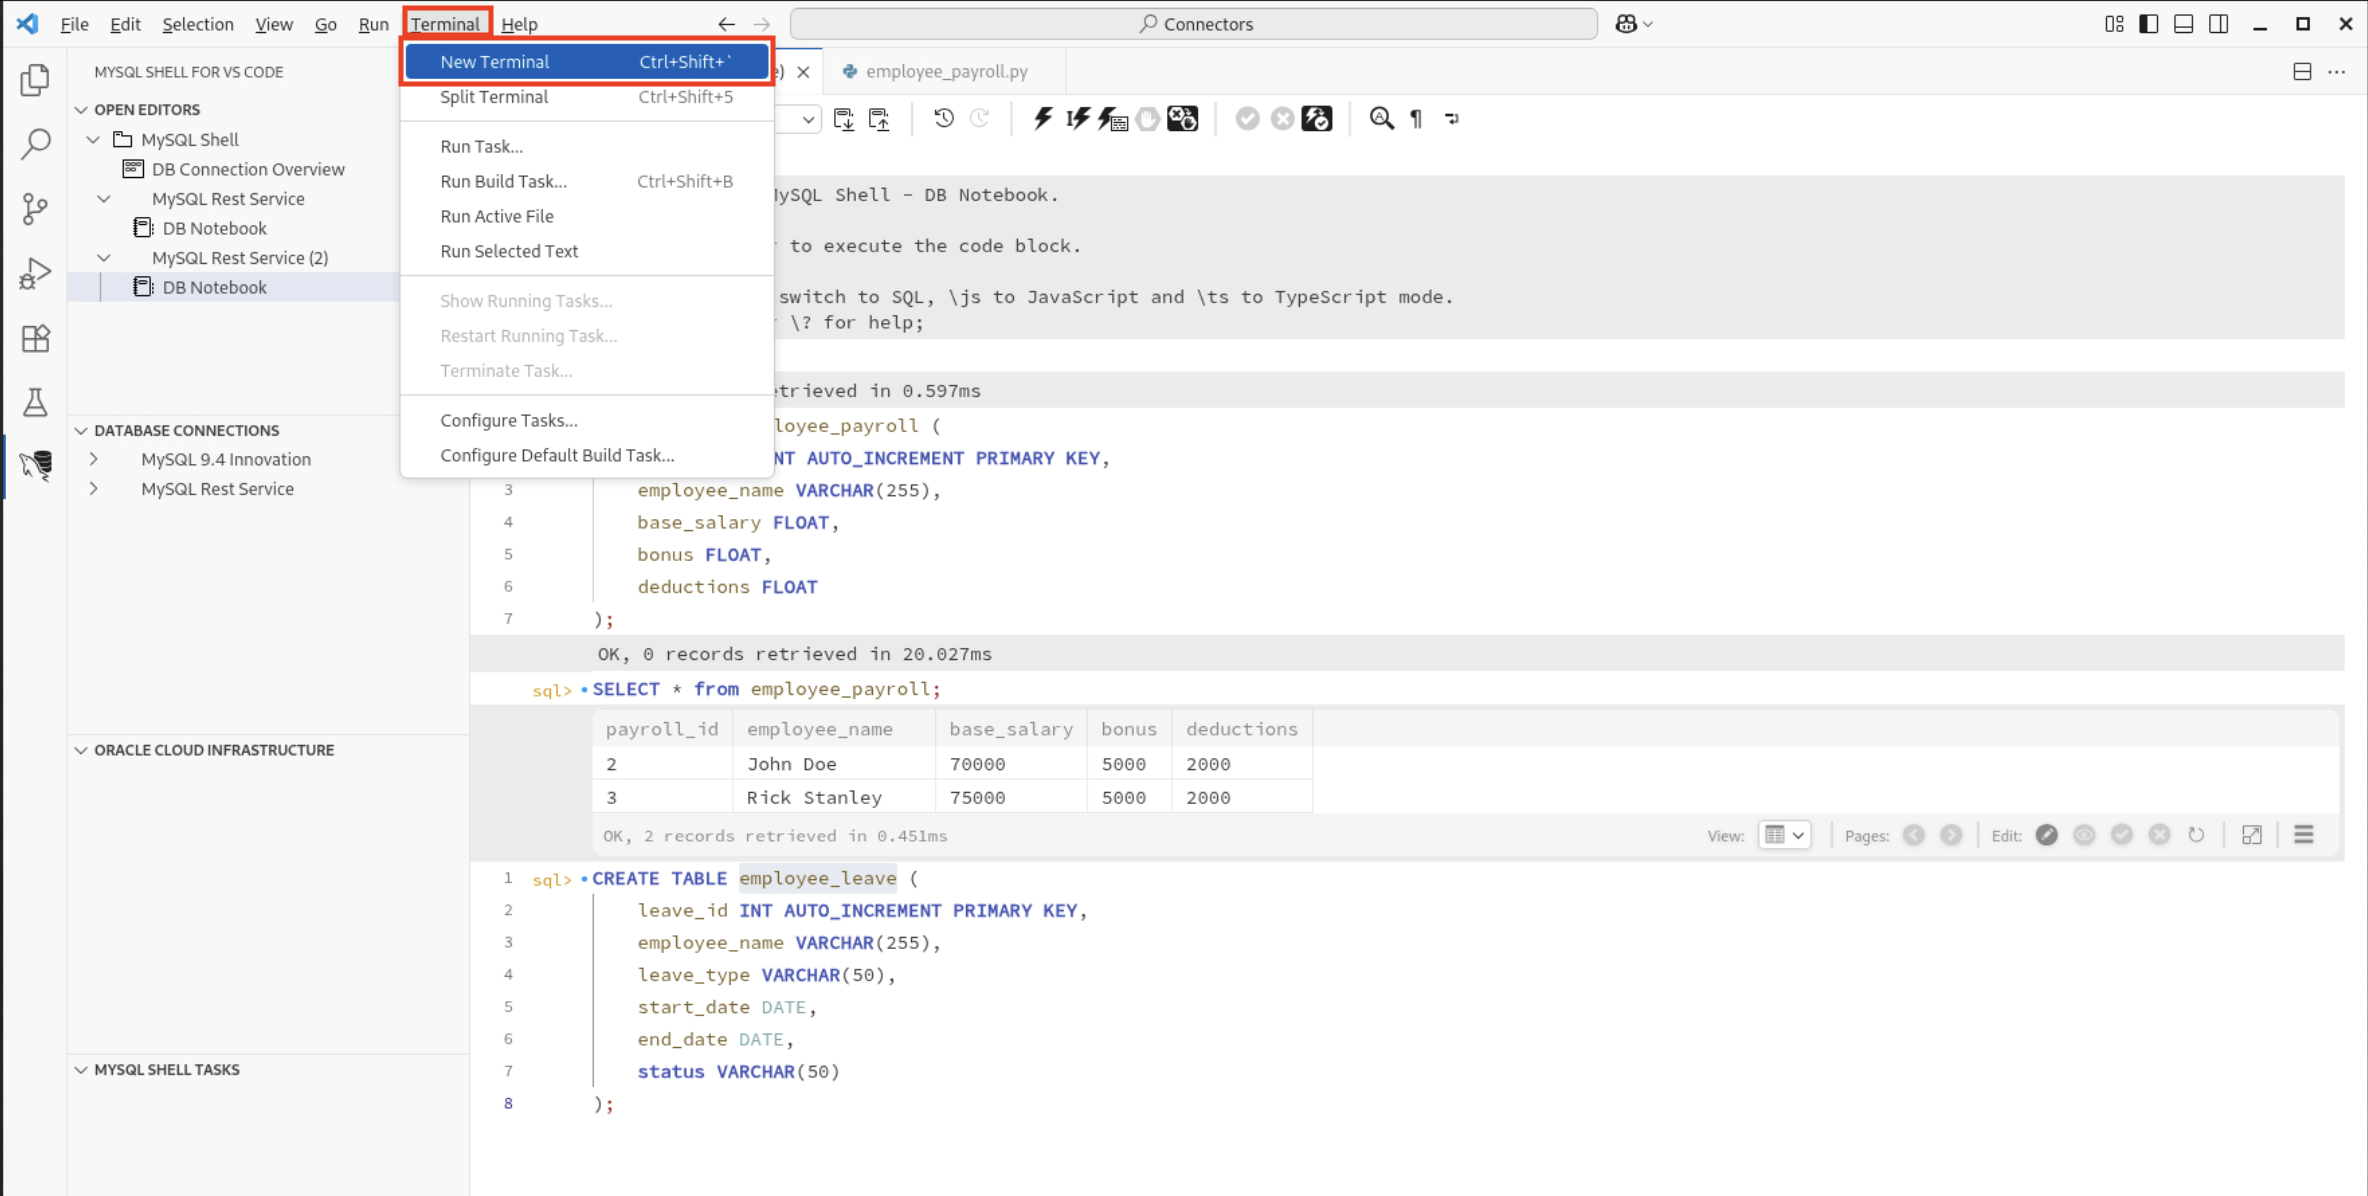 File Edit Selection View Go Run Terminal Help
Connectors
MYSQL SHELL FOR VS CODE
OPEN EDITORS
MySQL Shell
DB Connection Overview
MySQL Rest Service
DB Notebook
MySQL Rest Service (2)
DB Notebook
DATABASE CONNECTIONS
MySQL 9.4 Innovation
MySQL Rest Service
ORACLE CLOUD INFRASTRUCTURE
MYSQL SHELL TASKS
New Terminal Ctrl+Shift+`
Split Terminal Ctrl+Shift+5
Run Task...
Run Build Task... Ctrl+Shift+B
Run Active File
Run Selected Text
Show Running Tasks...
Restart Running Task...
Terminate Task...
Configure Tasks...
Configure Default Build Task...
employee_payroll.py
MySQL Shell - DB Notebook.
to execute the code block.
switch to SQL, \js to JavaScript and \ts to TypeScript mode.
\? for help;
etrieved in 0.597ms
loyee_payroll (
NT AUTO_INCREMENT PRIMARY KEY,
3 employee_name VARCHAR(255),
4 base_salary FLOAT,
5 bonus FLOAT,
6 deductions FLOAT
7 );
OK, 0 records retrieved in 20.027ms
sql> SELECT * from employee_payroll;
payroll_id employee_name base_salary bonus deductions
2 John Doe 70000 5000 2000
3 Rick Stanley 75000 5000 2000
OK, 2 records retrieved in 0.451ms
View: Pages: Edit:
1 sql> CREATE TABLE employee_leave (
2 leave_id INT AUTO_INCREMENT PRIMARY KEY,
3 employee_name VARCHAR(255),
4 leave_type VARCHAR(50),
5 start_date DATE,
6 end_date DATE,
7 status VARCHAR(50)
8 );